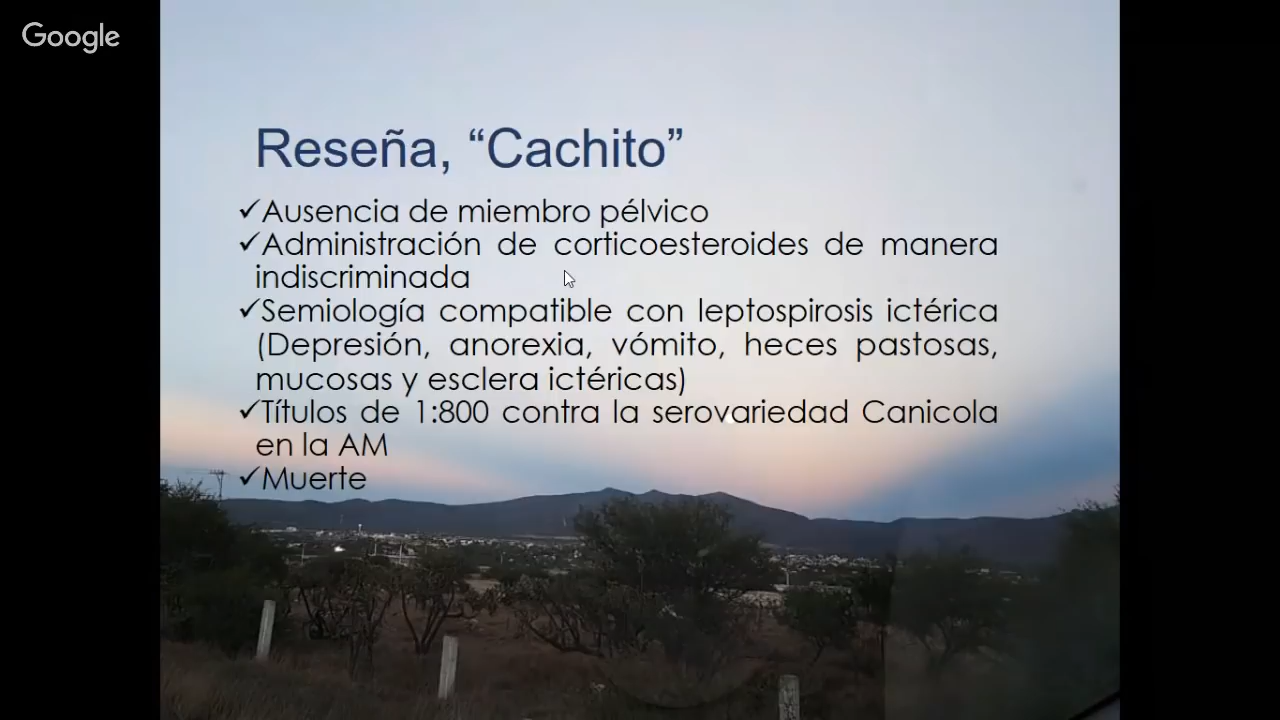 Google
Reseña, “Cachito”
✓Ausencia de miembro pélvico
✓Administración de corticoesteroides de manera
indiscriminada
✓Semiología compatible con leptospirosis ictérica
(Depresión, anorexia, vómito, heces pastosas,
mucosas y esclera ictéricas)
✓Títulos de 1:800 contra la serovariedad Canicola
en la AM
✓Muerte